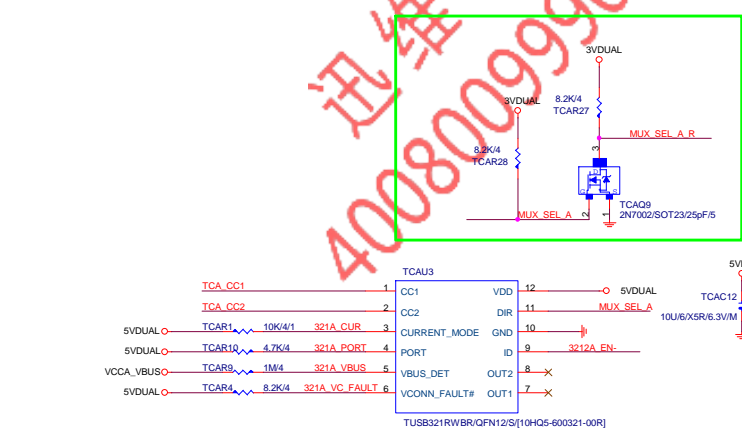 迅维
4008009990
3VDUAL
8.2K/4
TCAR27
MUX_SEL_A_R
3VDUAL
8.2K/4
TCAR28
3
D
G
S
MUX_SEL_A
2
1
TCAQ9
2N7002/SOT23/25pF/5
TCAU3
TCA_CC1
1
CC1
TCA_CC2
2
CC2
5VDUAL
TCAR1
10K/4/1
321A_CUR
3
CURRENT_MODE
5VDUAL
TCAR10
4.7K/4
321A_PORT
4
PORT
VCCA_VBUS
TCAR9
1M/4
321A_VBUS
5
VBUS_DET
5VDUAL
TCAR4
8.2K/4
321A_VC_FAULT
6
VCONN_FAULT#
VDD
12
5VDUAL
DIR
11
MUX_SEL_A
GND
10
ID
9
3212A_EN-
OUT2
8
OUT1
7
TUSB321RWBR/QFN12/S/[10HQ5-600321-00R]
TCAC12
10U/6/X5R/6.3V/M